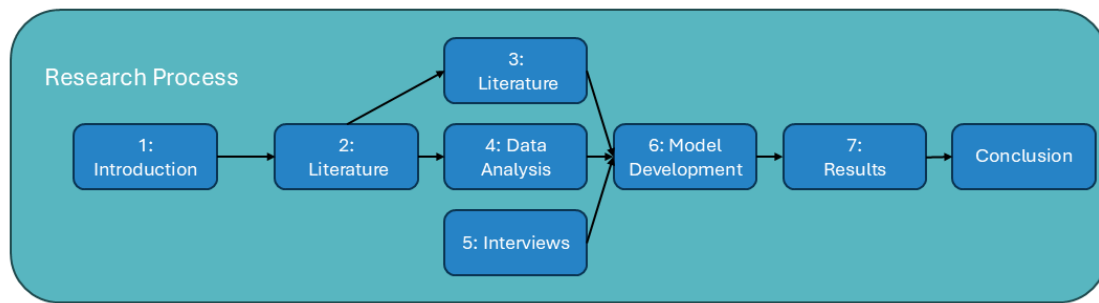 Research Process
1:
Introduction
2:
Literature
3:
Literature
4: Data
Analysis
5: Interviews
6: Model
Development
7:
Results
Conclusion